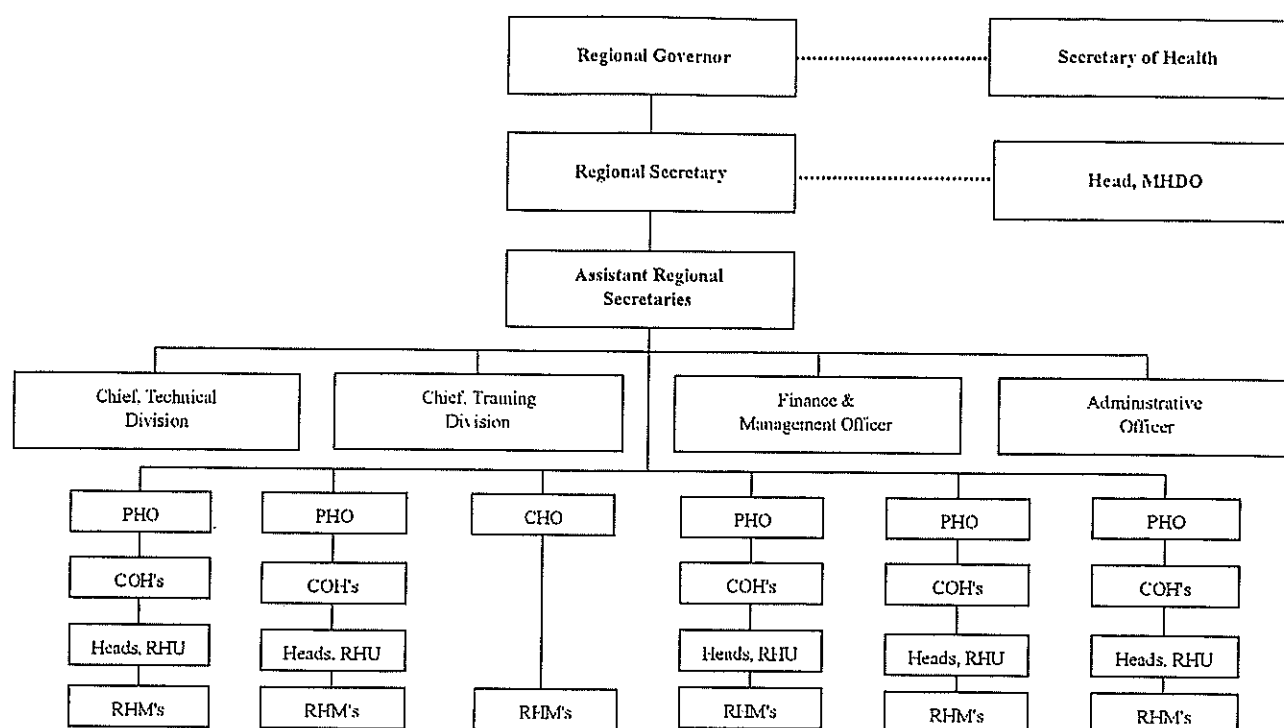 Regional Governor
Secretary of Health
Regional Secretary
Head, MHDO
Assistant Regional
Secretaries
Chief, Technical
Division
Chief, Training
Division
Finance &
Management Officer
Administrative
Officer
PHO
PHO
CHO
PHO
PHO
PHO
COH's
COH's
COH's
COH's
COH's
Heads, RHU
Heads, RHU
Heads, RHU
Heads, RHU
Heads, RHU
RHM's
RHM's
RHM's
RHM's
RHM's
RHM's